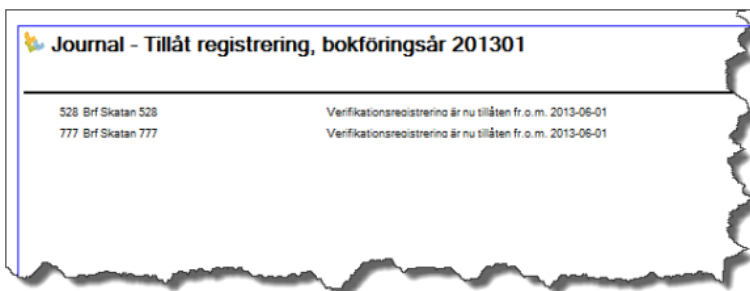 Journal - Tillåt registrering, bokföringsår 201301
528 Brf Skatan 528 Verifikationsregistrering är nu tillåten fr.o.m. 2013-06-01
777 Brf Skatan 777 Verifikationsregistrering är nu tillåten fr.o.m. 2013-06-01